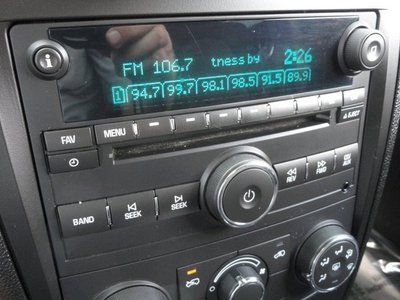 FM 106.7 tness by 2:26
1 94.7 99.7 98.1 98.5 91.5 89.9
i
FAV MENU EJECT
REV FWD AUX
BAND SEEK SEEK